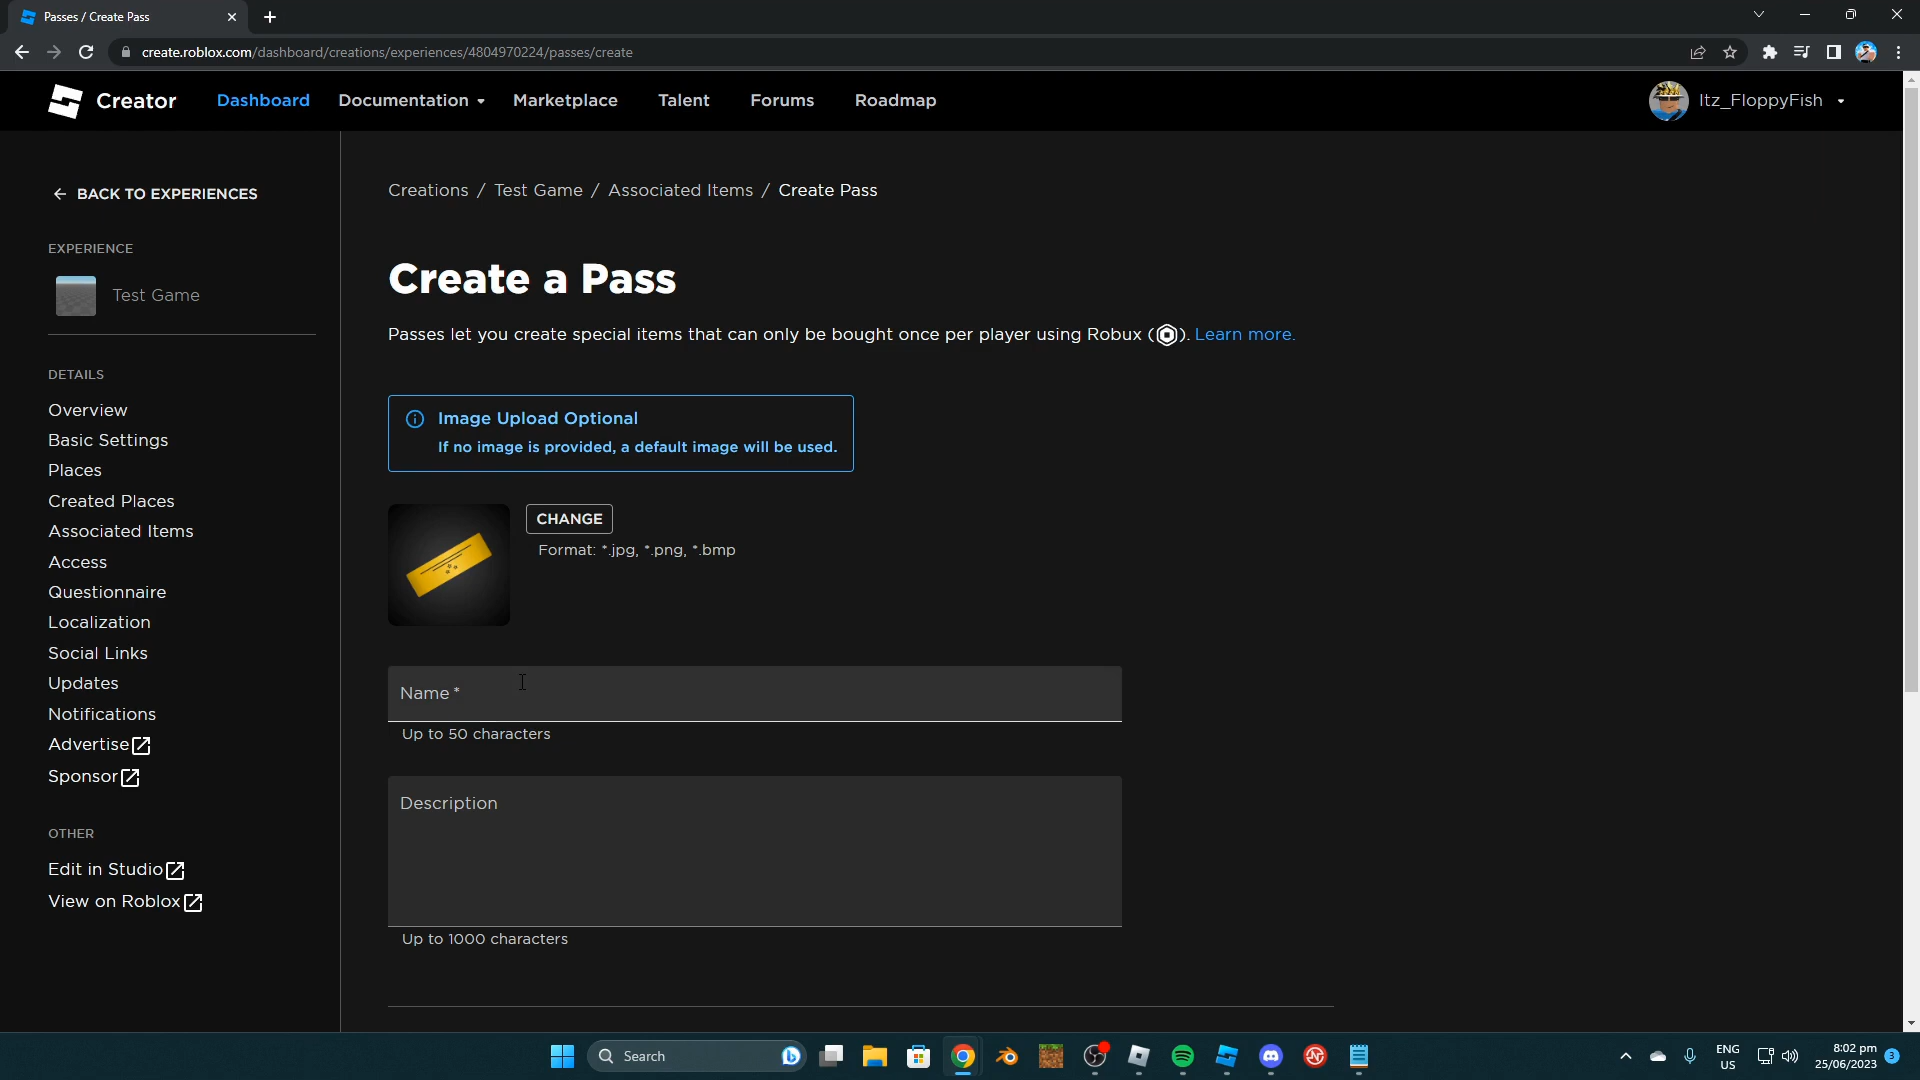 Passes / Create Pass
create.roblox.com/dashboard/creations/experiences/4804970224/passes/create
Creator
Dashboard
Documentation
Marketplace
Talent
Forums
Roadmap
Itz_FloppyFish
BACK TO EXPERIENCES
EXPERIENCE
Test Game
DETAILS
Overview
Basic Settings
Places
Created Places
Associated Items
Access
Questionnaire
Localization
Social Links
Updates
Notifications
Advertise
Sponsor
OTHER
Edit in Studio
View on Roblox
Creations / Test Game / Associated Items / Create Pass
Create a Pass
Passes let you create special items that can only be bought once per player using Robux (). Learn more.
Image Upload Optional
If no image is provided, a default image will be used.
CHANGE
Format: *.jpg, *.png, *.bmp
Name *
Up to 50 characters
Description
Up to 1000 characters
Search
ENG
US
8:02 pm
25/06/2023
3